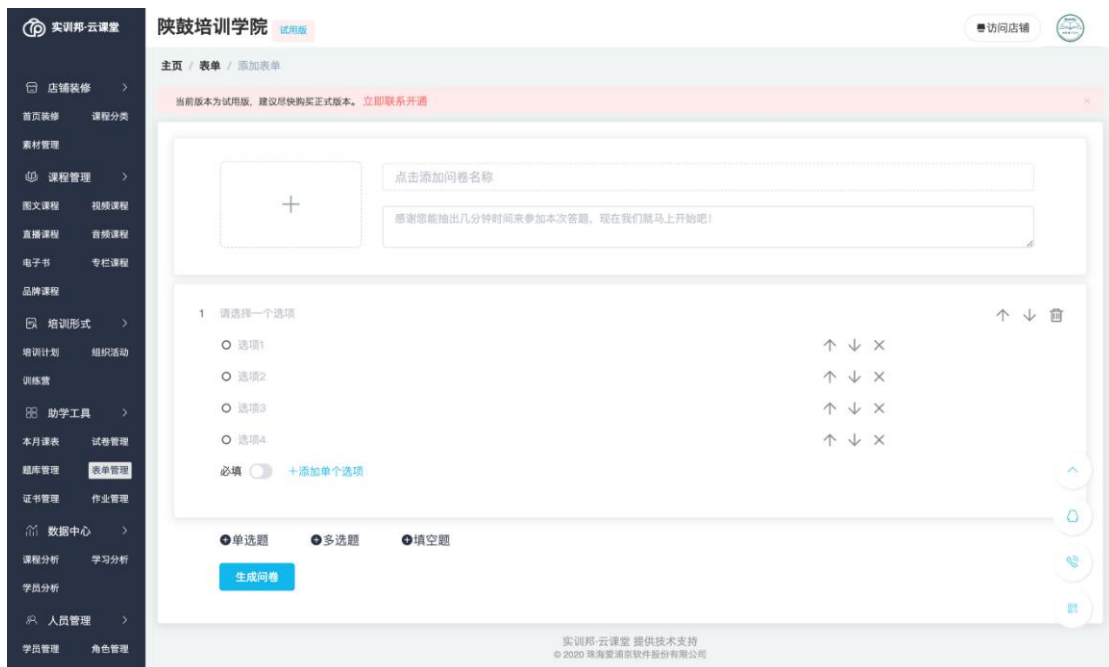 实训邦·云课堂
陕鼓培训学院 试用版
访问店铺
主页 / 表单 / 添加表单
当前版本为试用版，建议尽快购买正式版本。 立即联系开通
店铺装修
首页装修 课程分类
素材管理
课程管理
图文课程 视频课程
直播课程 音频课程
电子书 专栏课程
品牌课程
培训形式
培训计划 组织活动
训练营
助学工具
本月课表 试卷管理
题库管理 表单管理
证书管理 作业管理
数据中心
课程分析 学习分析
学员分析
人员管理
学员管理 角色管理
点击添加问卷名称
感谢您能抽出几分钟时间来参加本次答题，现在我们就马上开始吧！
1 请选择一个选项
选项1
选项2
选项3
选项4
必填 +添加单个选项
单选题 多选题 填空题
生成问卷
实训邦·云课堂 提供技术支持
© 2020 珠海爱浦京软件股份有限公司